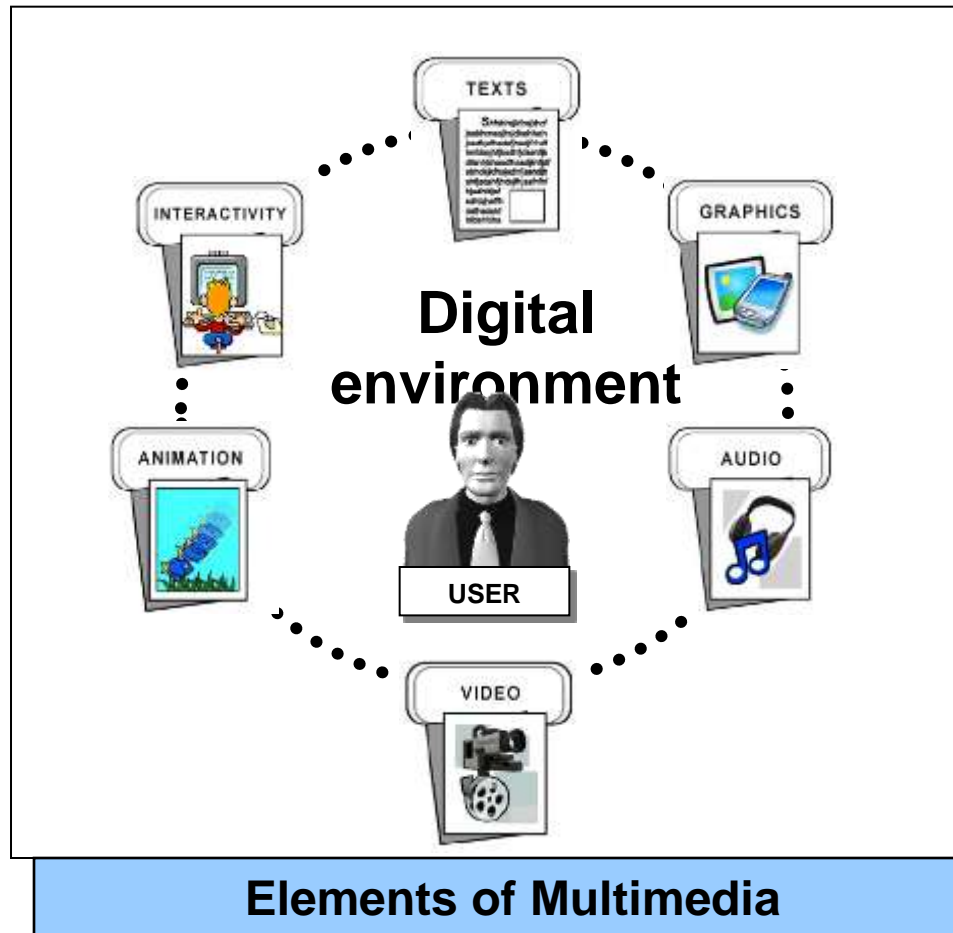 TEXTS
INTERACTIVITY
GRAPHICS
Digital
environment
ANIMATION
AUDIO
USER
VIDEO
Elements of Multimedia